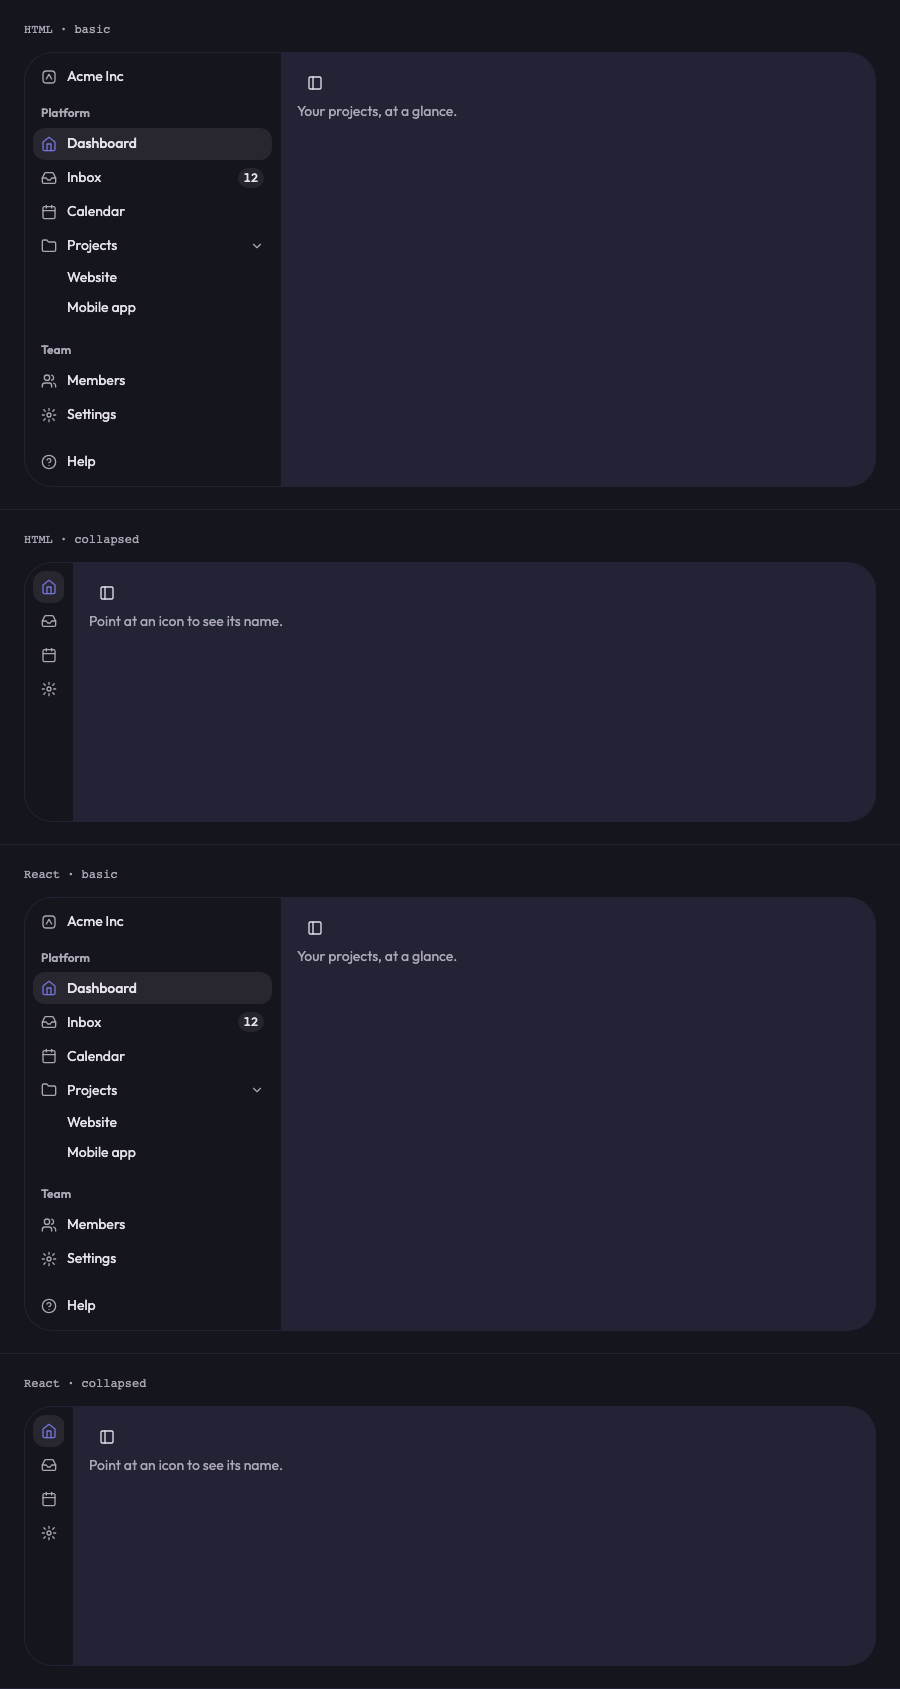 HTML • basic
Acme Inc
Platform
Dashboard
Inbox 12
Calendar
Projects
Website
Mobile app
Team
Members
Settings
Help
Your projects, at a glance.
HTML • collapsed
Point at an icon to see its name.
React • basic
Acme Inc
Platform
Dashboard
Inbox 12
Calendar
Projects
Website
Mobile app
Team
Members
Settings
Help
Your projects, at a glance.
React • collapsed
Point at an icon to see its name.